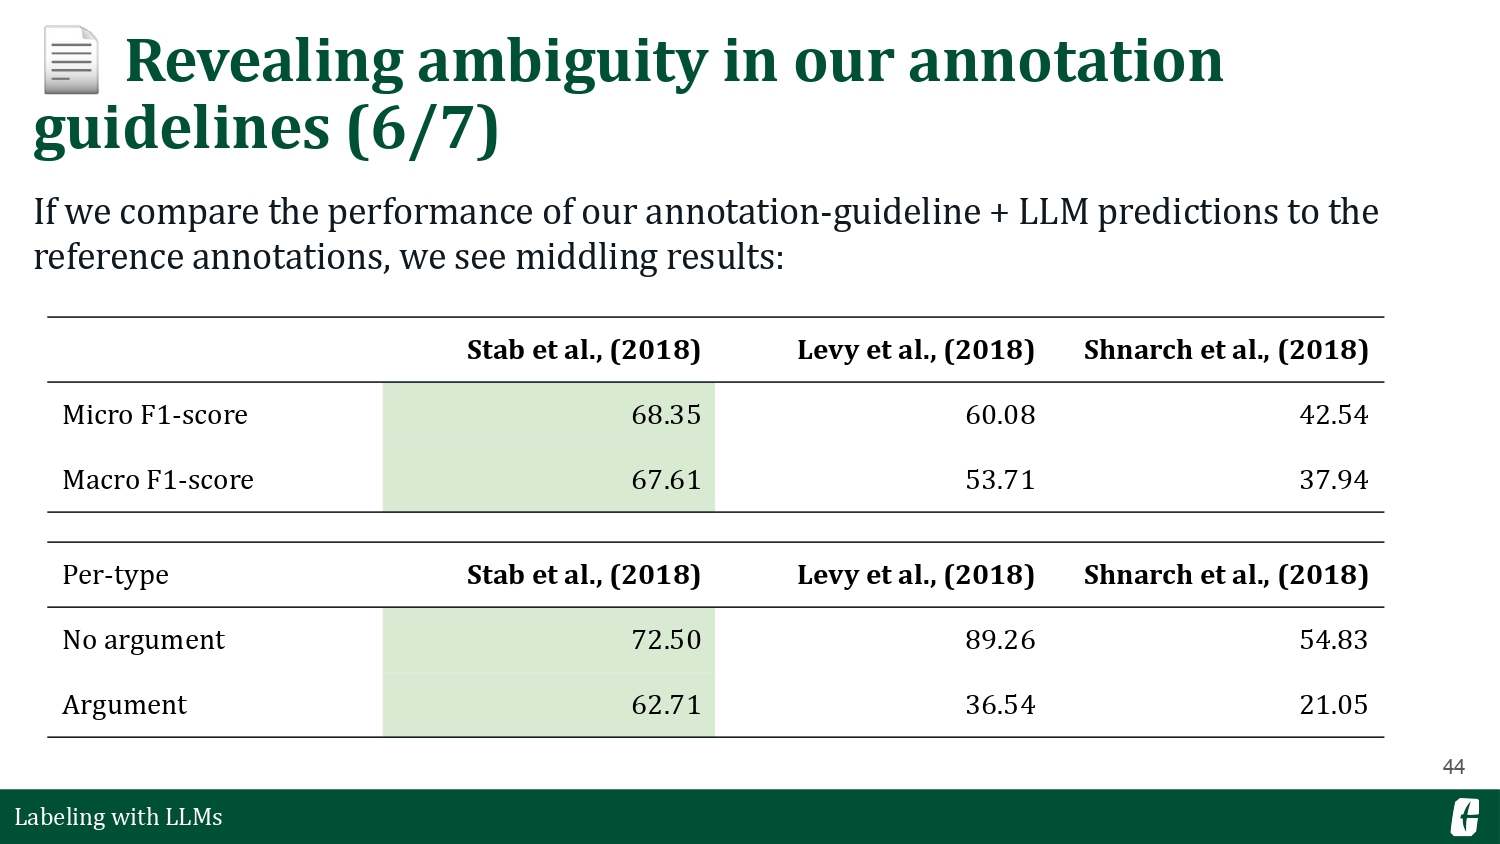 Revealing ambiguity in our annotation
guidelines (6/7)
If we compare the performance of our annotation-guideline + LLM predictions to the
reference annotations, we see middling results:
Stab et al., (2018) Levy et al., (2018) Shnarch et al., (2018)
Micro F1-score 68.35 60.08 42.54
Macro F1-score 67.61 53.71 37.94
Per-type Stab et al., (2018) Levy et al., (2018) Shnarch et al., (2018)
No argument 72.50 89.26 54.83
Argument 62.71 36.54 21.05
44
Labeling with LLMs